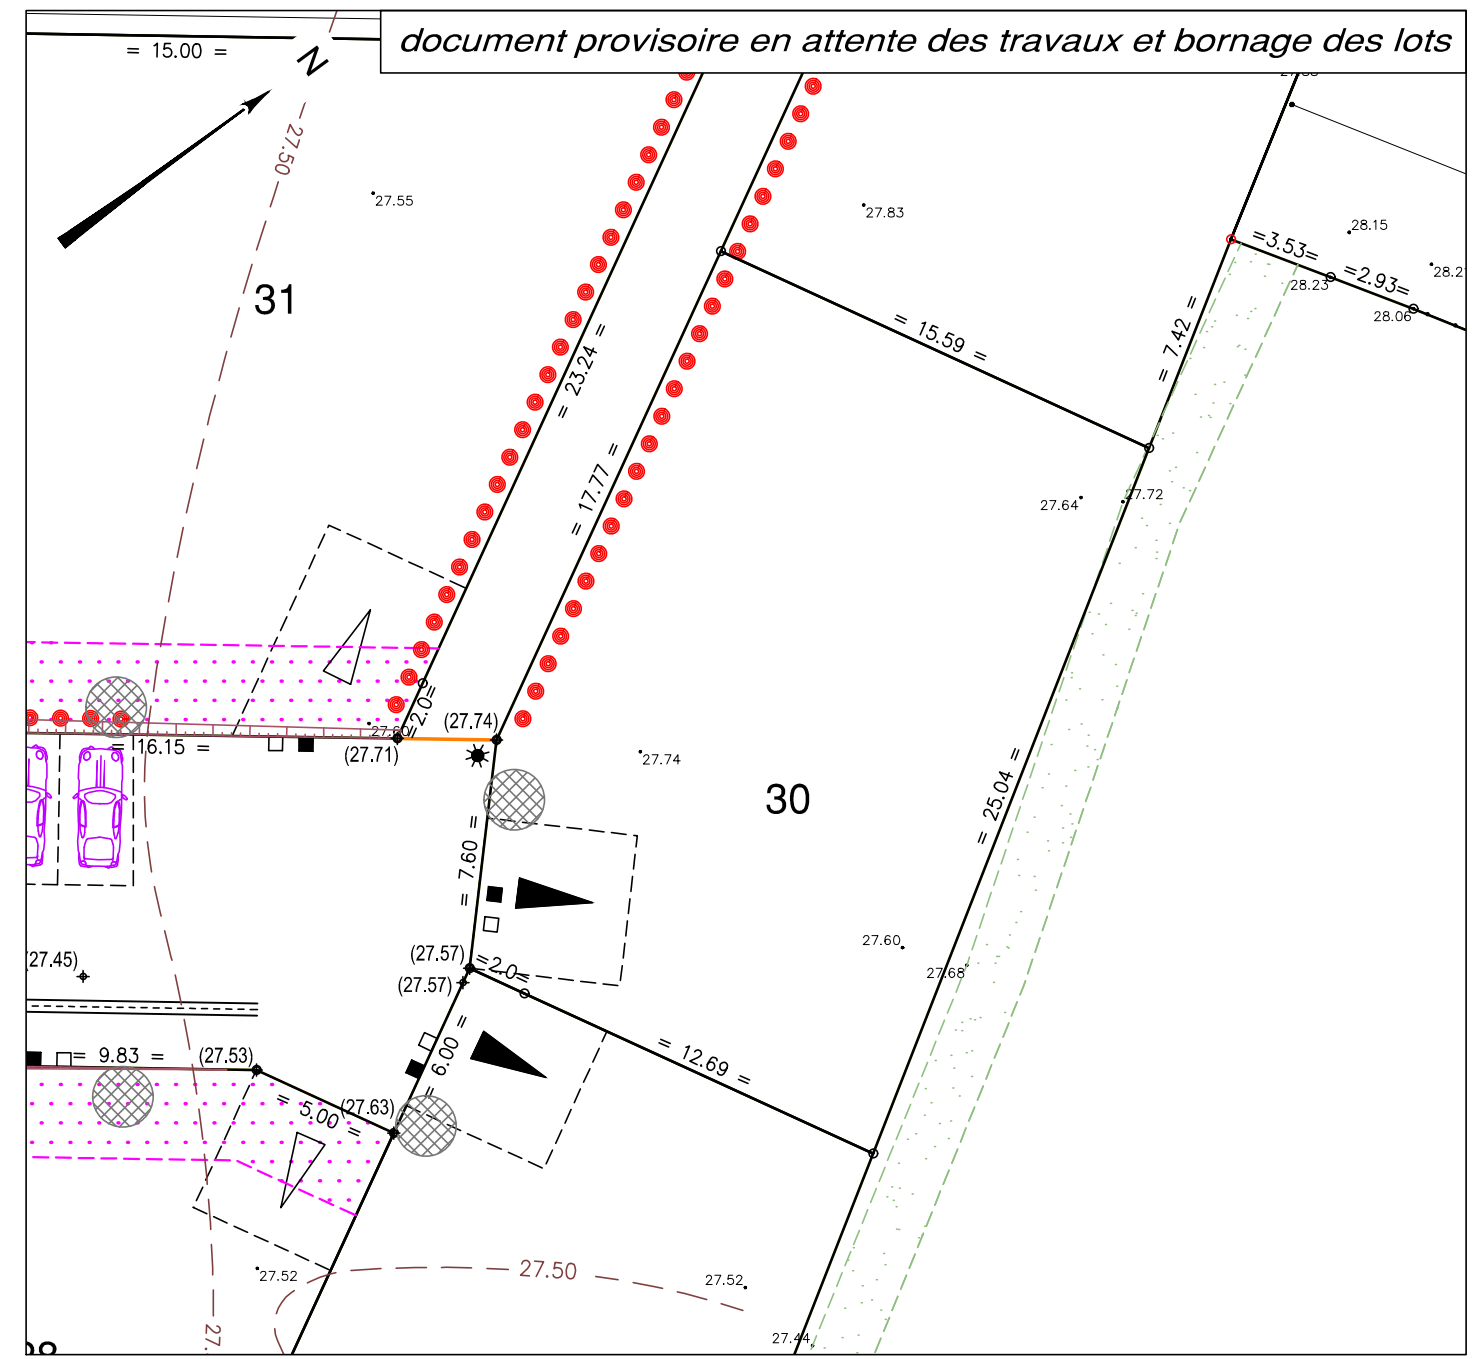 document provisoire en attente des travaux et bornage des lots
= 15.00 =
N
27.50
27.55
27.83
28.15
=3.53=
28.23
=2.93=
28.06
31
= 15.59 =
= 7.42 =
= 23.24 =
= 17.77 =
27.64
27.72
=2.0=
(27.74)
= 16.15 =
(27.71)
27.74
30
= 25.04 =
= 7.60 =
27.60
(27.57)
=2.0=
27.68
(27.45)
(27.57)
= 6.00 =
= 9.83 =
(27.53)
= 12.69 =
= 5.00 =
(27.63)
27.52
27.50
27.52
27.44